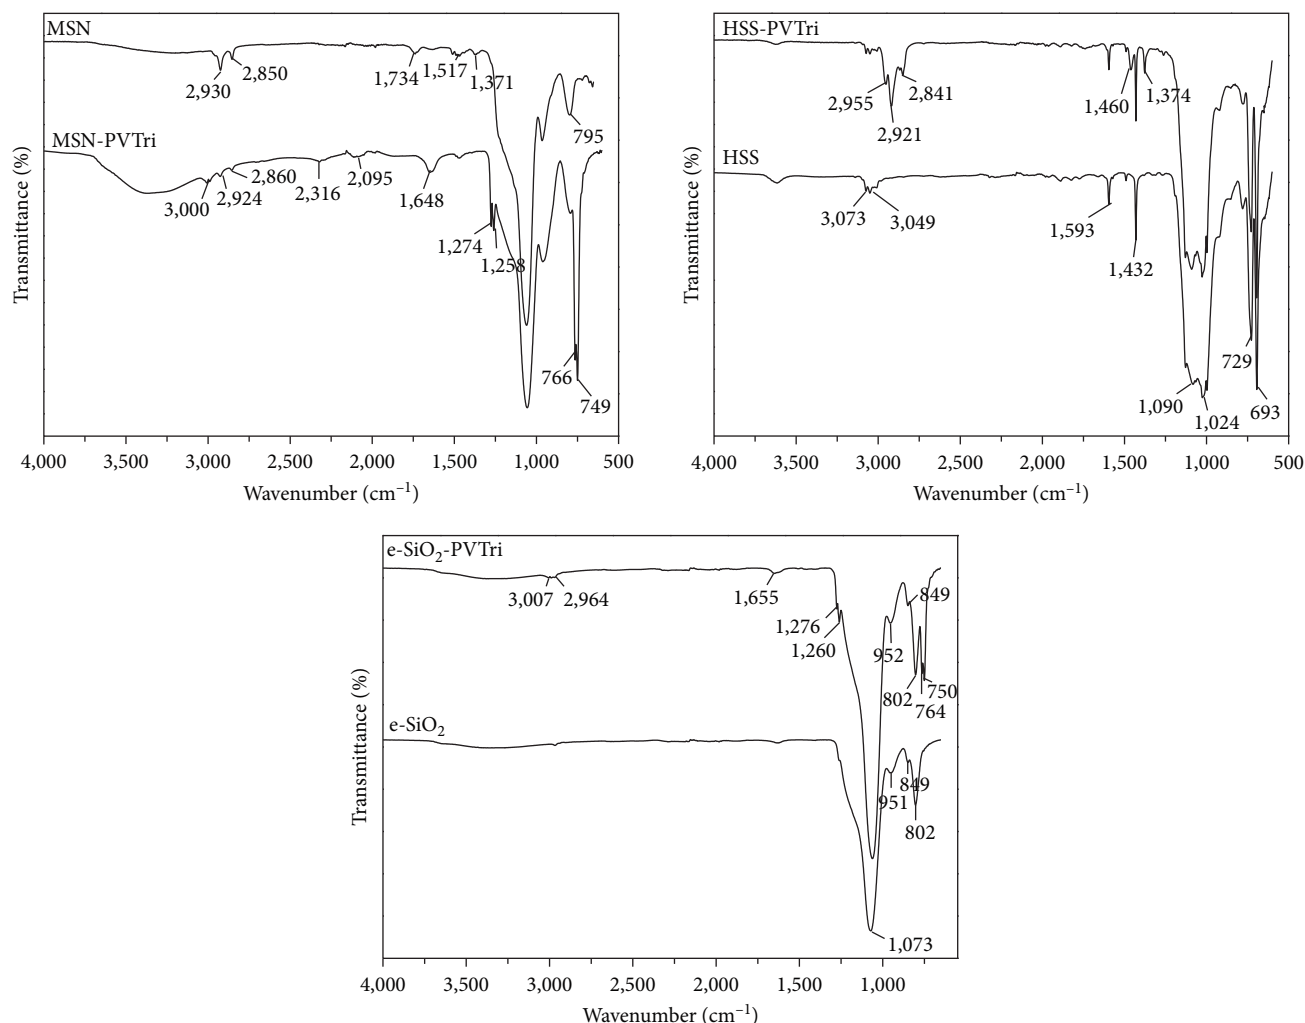 MSN
2,930
2,850
1,734
1,517
1,371
795
MSN-PVTri
3,000
2,924
2,860
2,316
2,095
1,648
1,274
1,258
766
749
Transmittance (%)
4,000 3,000 2,000 1,500 1,000 500
Wavenumber (cm⁻¹)
HSS-PVTri
2,955
2,921
2,841
1,460
1,374
HSS
3,073
3,049
1,593
1,432
1,090
1,024
729
693
Transmittance (%)
4,000 3,500 3,000 2,000 1,500 1,000 500
Wavenumber (cm⁻¹)
e-SiO₂-PVTri
3,007
2,964
1,655
1,276
1,260
952
849
802
750
764
e-SiO₂
951
849
802
1,073
Transmittance (%)
4,000 3,500 3,000 2,500 2,000 1,500 1,000
Wavenumber (cm⁻¹)